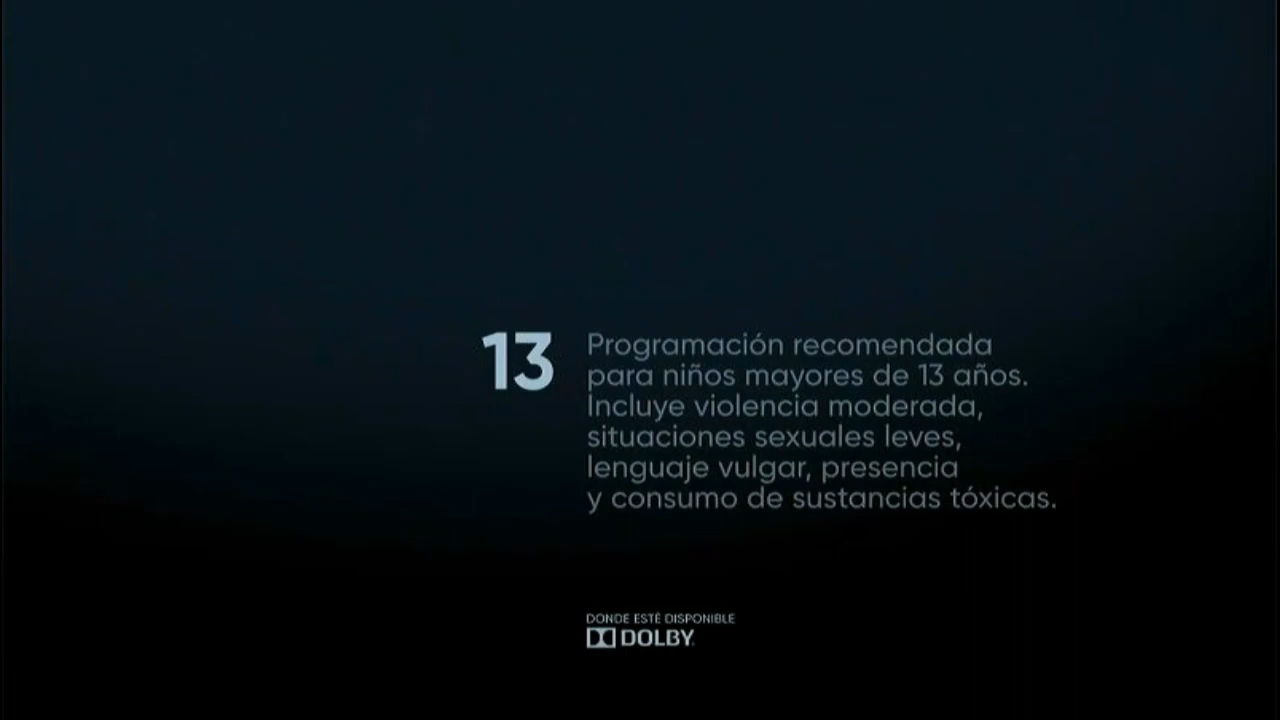 13
Programación recomendada
para niños mayores de 13 años.
Incluye violencia moderada,
situaciones sexuales leves,
lenguaje vulgar, presencia
y consumo de sustancias tóxicas.
DONDE ESTÉ DISPONIBLE
DOLBY